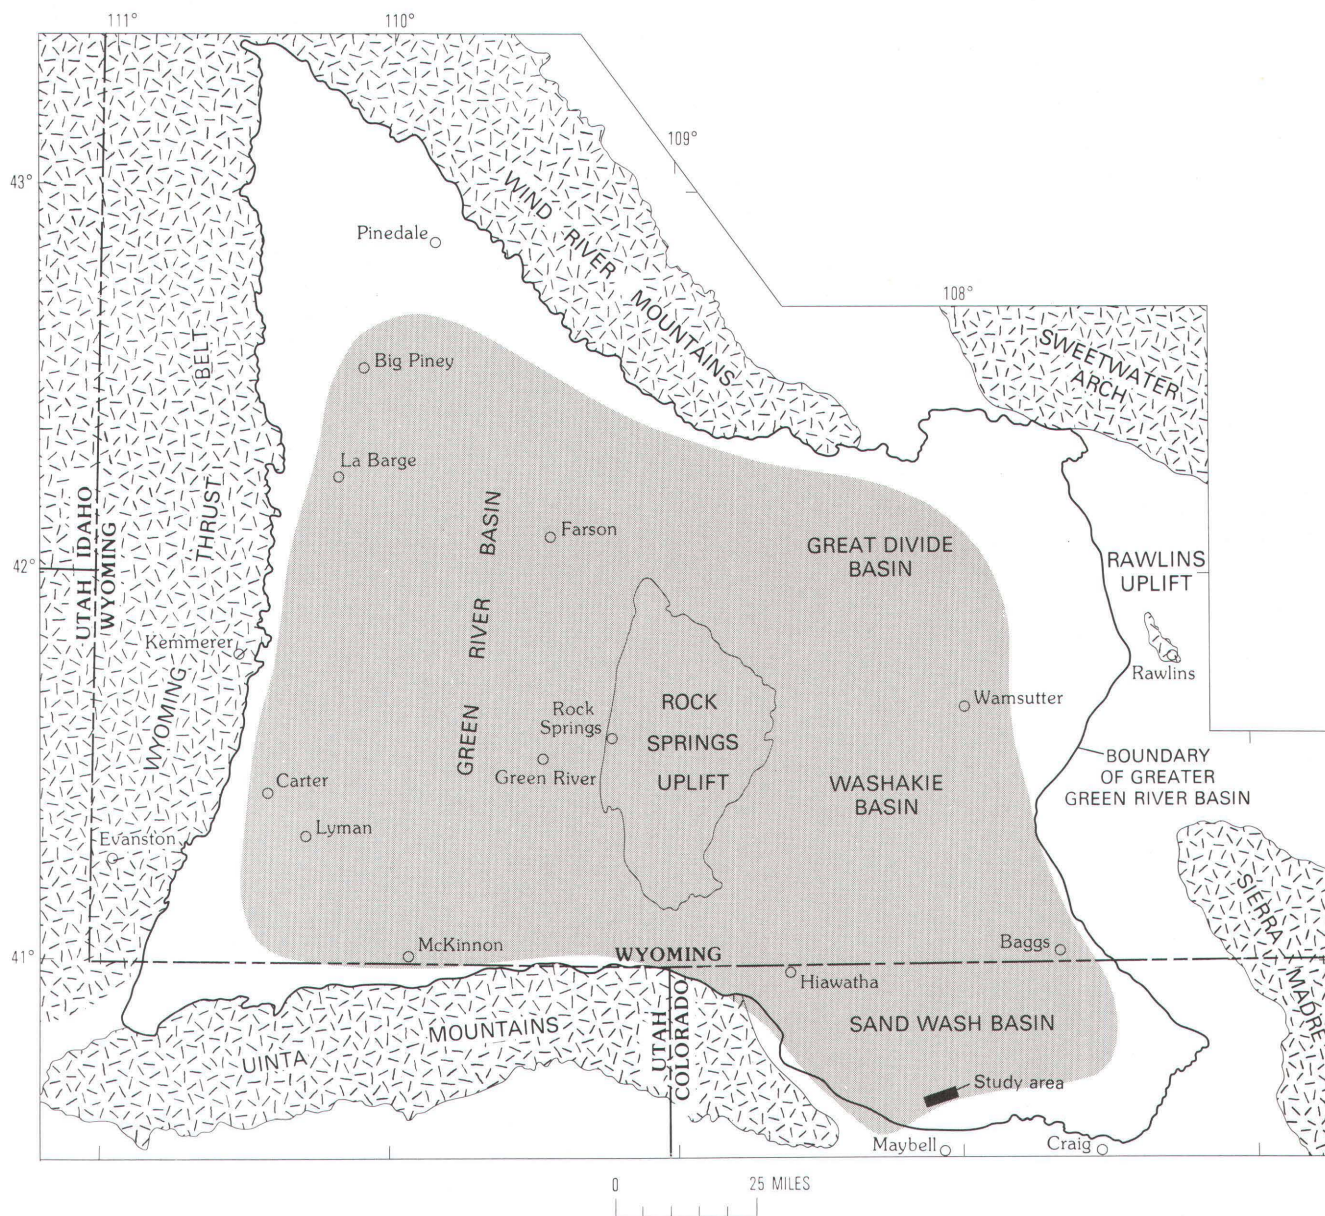 111°
110°
109°
43°
WIND RIVER MOUNTAINS
Pinedale
108°
SWEETWATER
ARCH
Big Piney
WYOMING THRUST BELT
La Barge
GREEN RIVER BASIN
Farson
GREAT DIVIDE
BASIN
42°
RAWLINS
UPLIFT
UTAH IDAHO
WYOMING
Kemmerer
Rawlins
ROCK
SPRINGS
UPLIFT
Wamsutter
Rock
Springs
Green River
BOUNDARY
OF GREATER
GREEN RIVER BASIN
Carter
WASHAKIE
BASIN
Lyman
Evanston
SIERRA MADRE
41°
McKinnon
WYOMING
Baggs
Hiawatha
UTAH
COLORADO
SAND WASH BASIN
UINTA MOUNTAINS
Study area
Maybell
Craig
0 25 MILES